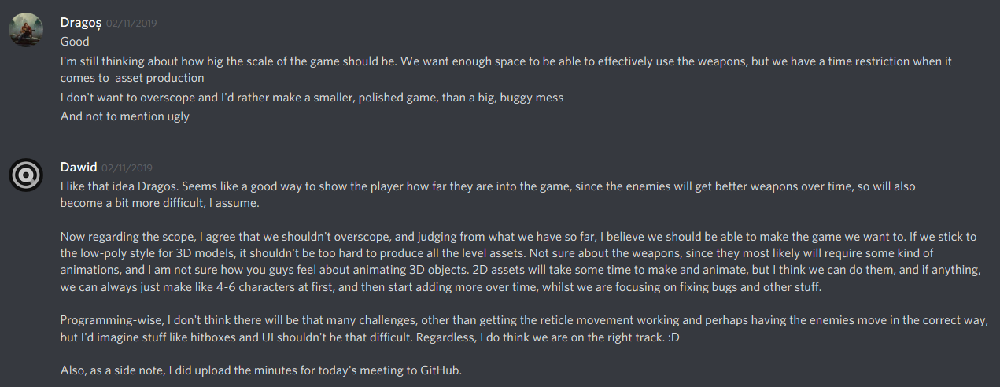 Dragoș 02/11/2019
Good
I'm still thinking about how big the scale of the game should be. We want enough space to be able to effectively use the weapons, but we have a time restriction when it
comes to  asset production
I don't want to overscope and I'd rather make a smaller, polished game, than a big, buggy mess
And not to mention ugly
Dawid 02/11/2019
I like that idea Dragos. Seems like a good way to show the player how far they are into the game, since the enemies will get better weapons over time, so will also
become a bit more difficult, I assume.
Now regarding the scope, I agree that we shouldn't overscope, and judging from what we have so far, I believe we should be able to make the game we want to. If we stick to
the low-poly style for 3D models, it shouldn't be too hard to produce all the level assets. Not sure about the weapons, since they most likely will require some kind of
animations, and I am not sure how you guys feel about animating 3D objects. 2D assets will take some time to make and animate, but I think we can do them, and if anything,
we can always just make like 4-6 characters at first, and then start adding more over time, whilst we are focusing on fixing bugs and other stuff.
Programming-wise, I don't think there will be that many challenges, other than getting the reticle movement working and perhaps having the enemies move in the correct way,
but I'd imagine stuff like hitboxes and UI shouldn't be that difficult. Regardless, I do think we are on the right track. :D
Also, as a side note, I did upload the minutes for today's meeting to GitHub.